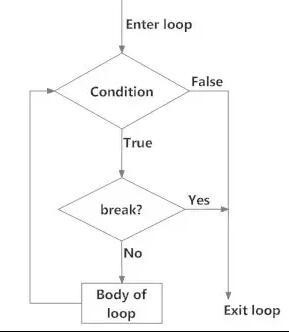 Enter loop
Condition
False
True
break?
Yes
No
Body of
loop
Exit loop